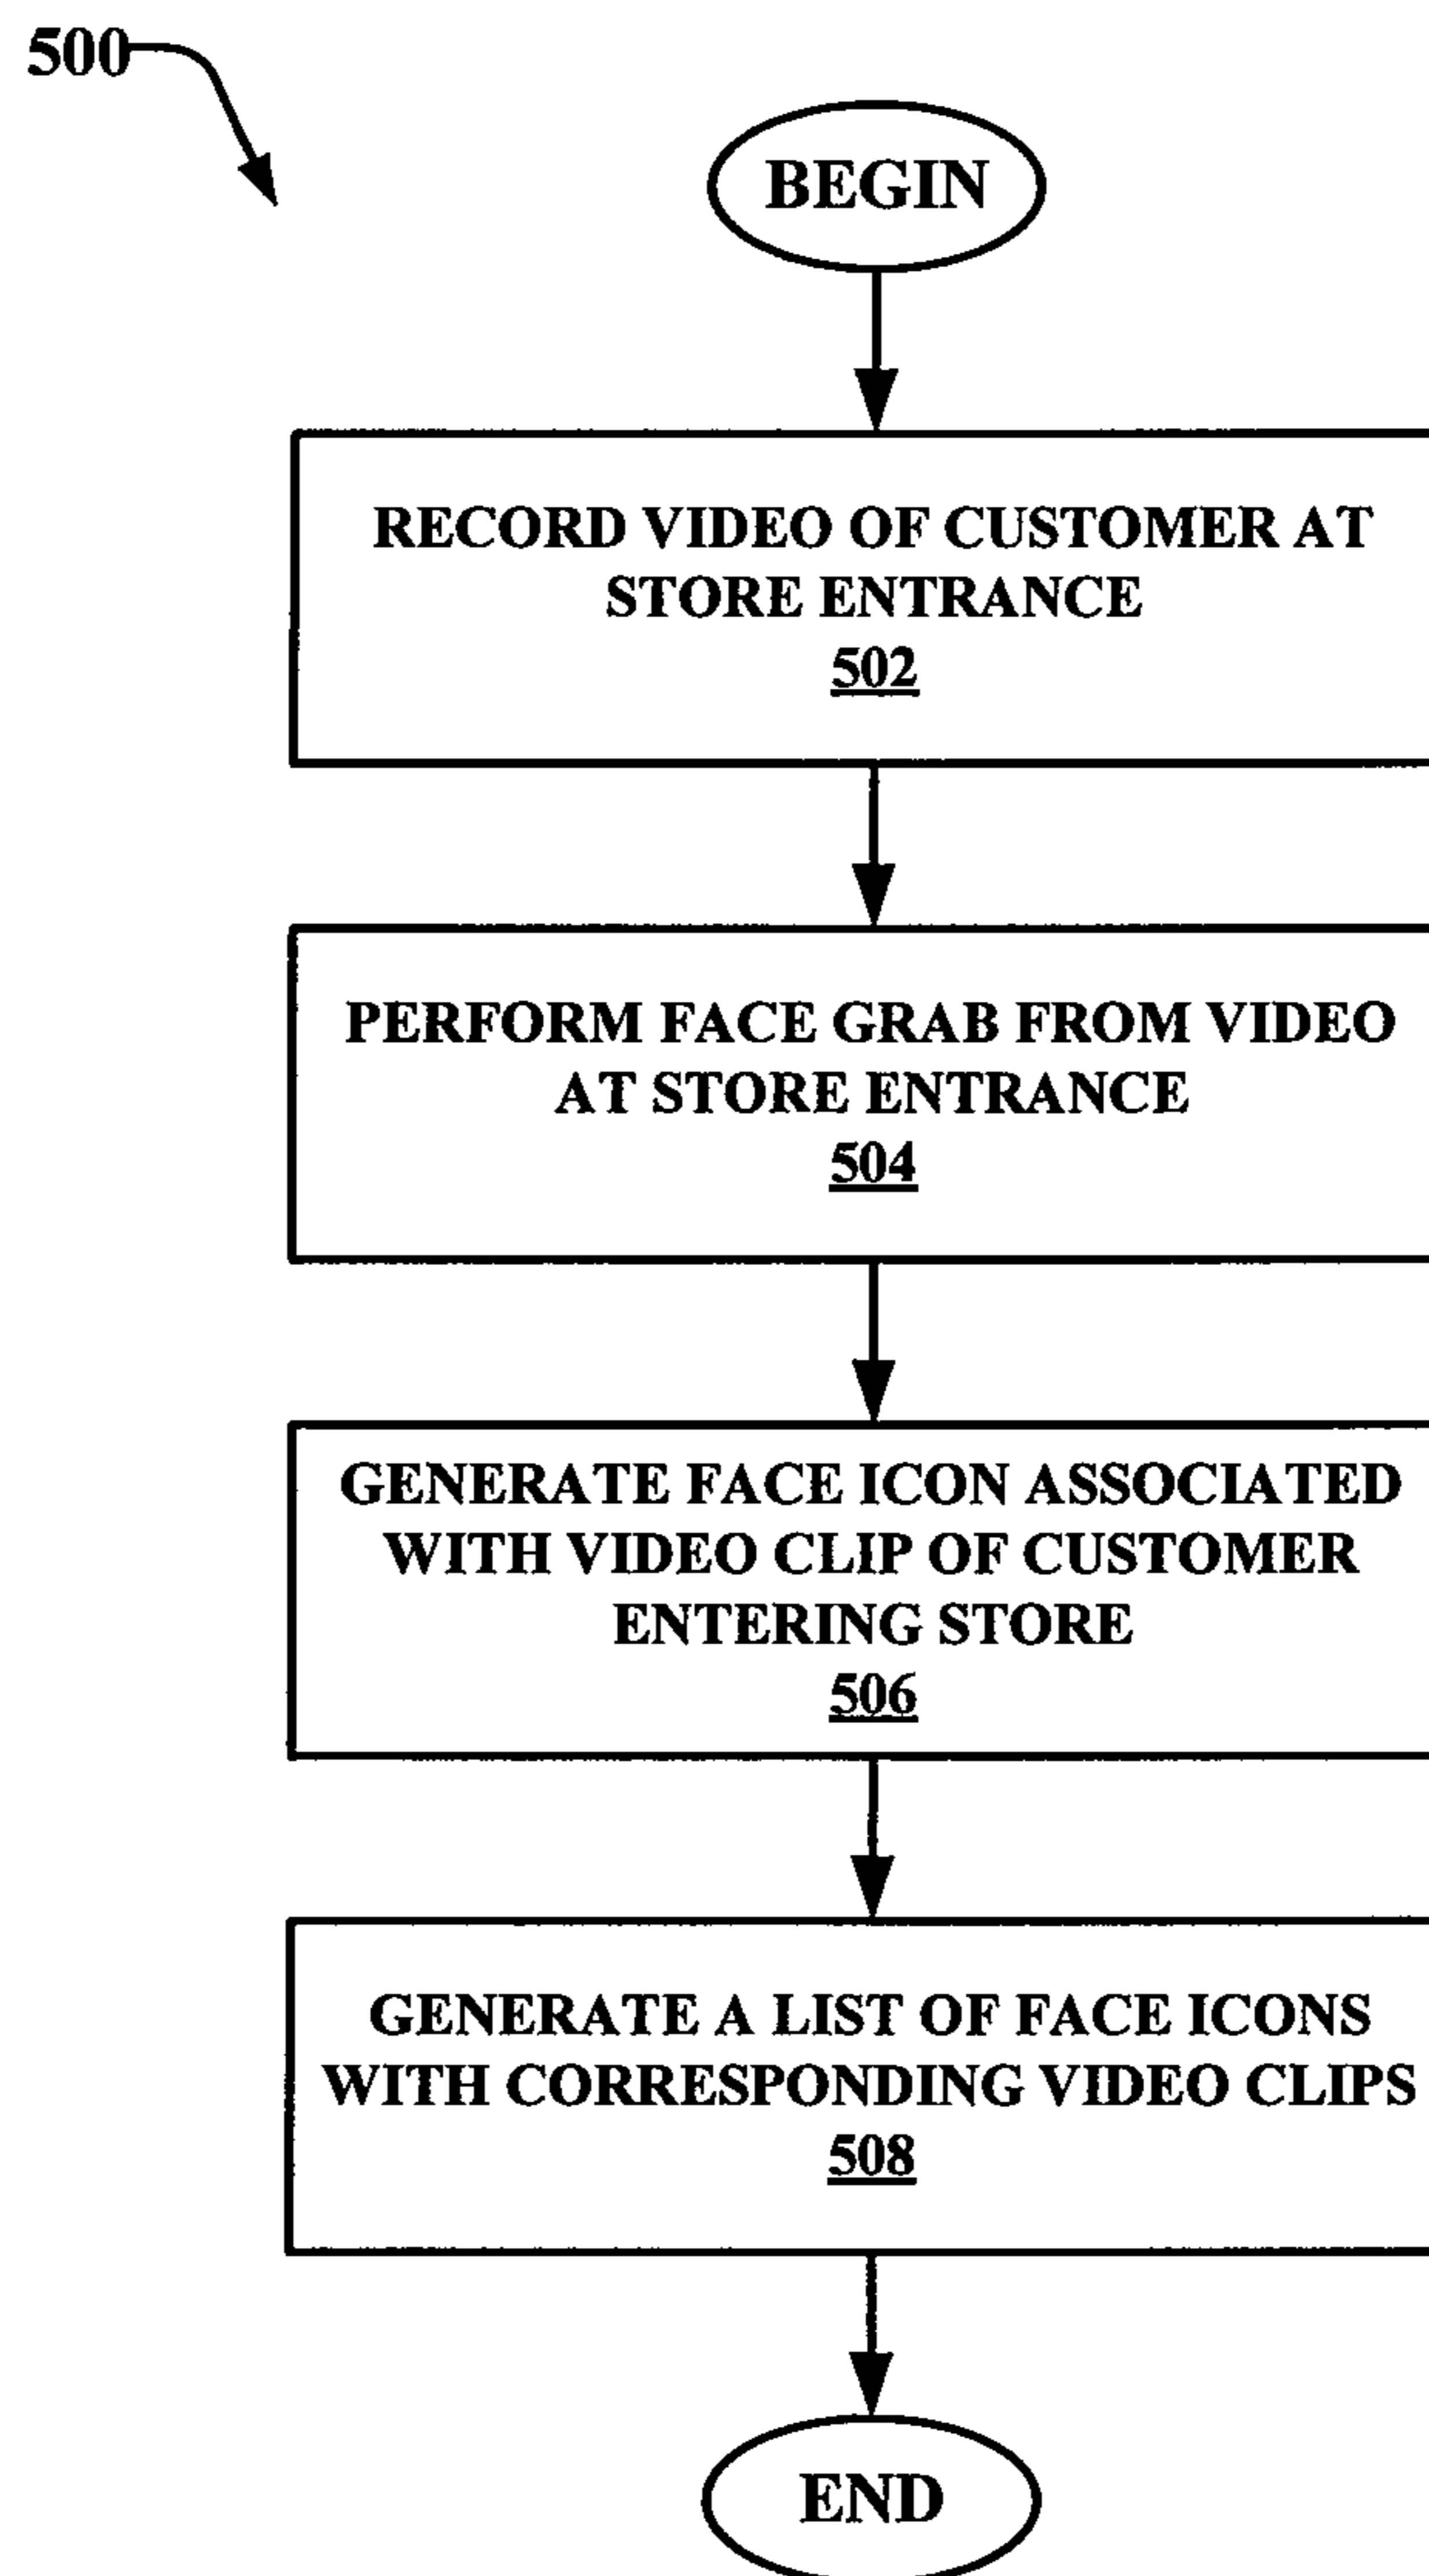 500
BEGIN
RECORD VIDEO OF CUSTOMER AT
STORE ENTRANCE
502
PERFORM FACE GRAB FROM VIDEO
AT STORE ENTRANCE
504
GENERATE FACE ICON ASSOCIATED
WITH VIDEO CLIP OF CUSTOMER
ENTERING STORE
506
GENERATE A LIST OF FACE ICONS
WITH CORRESPONDING VIDEO CLIPS
508
END